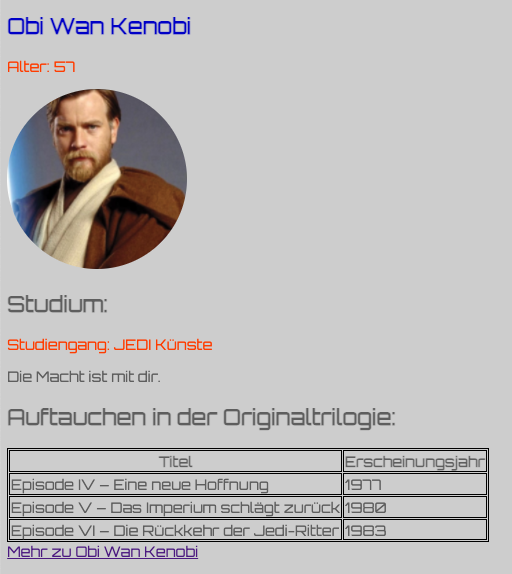 Obi Wan Kenobi
Alter: 57
Studium:
Studiengang: JEDI Künste
Die Macht ist mit dir.
Auftauchen in der Originaltrilogie:
Titel Erscheinungsjahr
Episode IV – Eine neue Hoffnung 1977
Episode V – Das Imperium schlägt zurück 1980
Episode VI – Die Rückkehr der Jedi-Ritter 1983
Mehr zu Obi Wan Kenobi